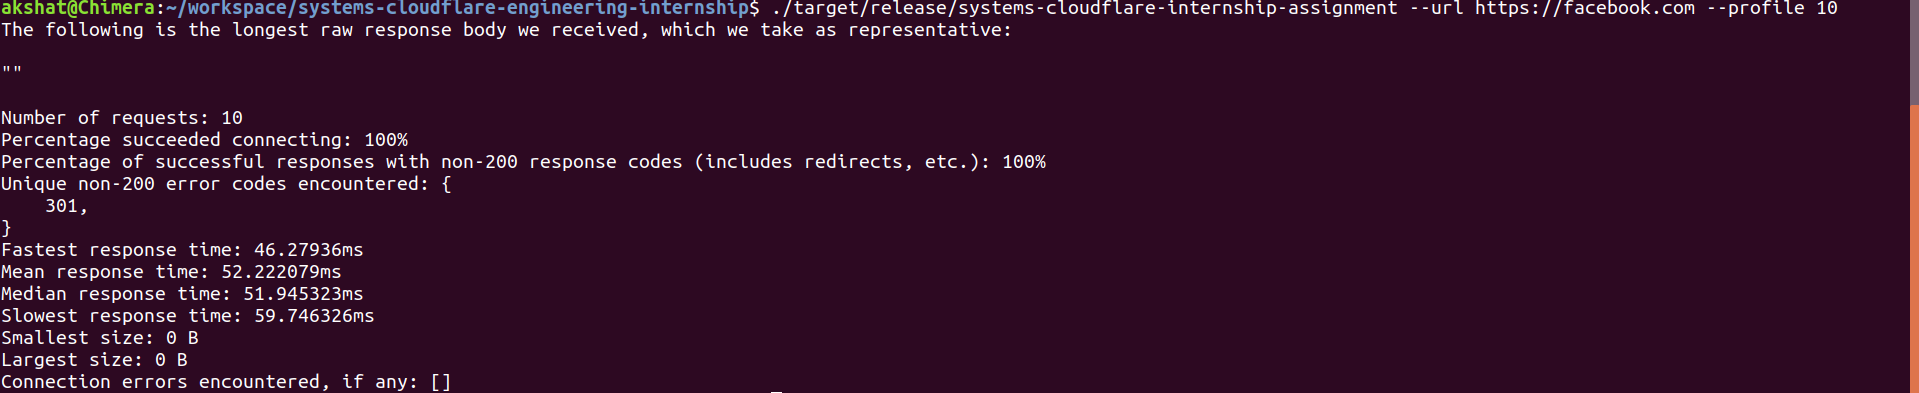 akshat@Chimera:~/workspace/systems-cloudflare-engineering-internship$ ./target/release/systems-cloudflare-internship-assignment --url https://facebook.com --profile 10
The following is the longest raw response body we received, which we take as representative:
""
Number of requests: 10
Percentage succeeded connecting: 100%
Percentage of successful responses with non-200 response codes (includes redirects, etc.): 100%
Unique non-200 error codes encountered: {
    301,
}
Fastest response time: 46.27936ms
Mean response time: 52.222079ms
Median response time: 51.945323ms
Slowest response time: 59.746326ms
Smallest size: 0 B
Largest size: 0 B
Connection errors encountered, if any: []